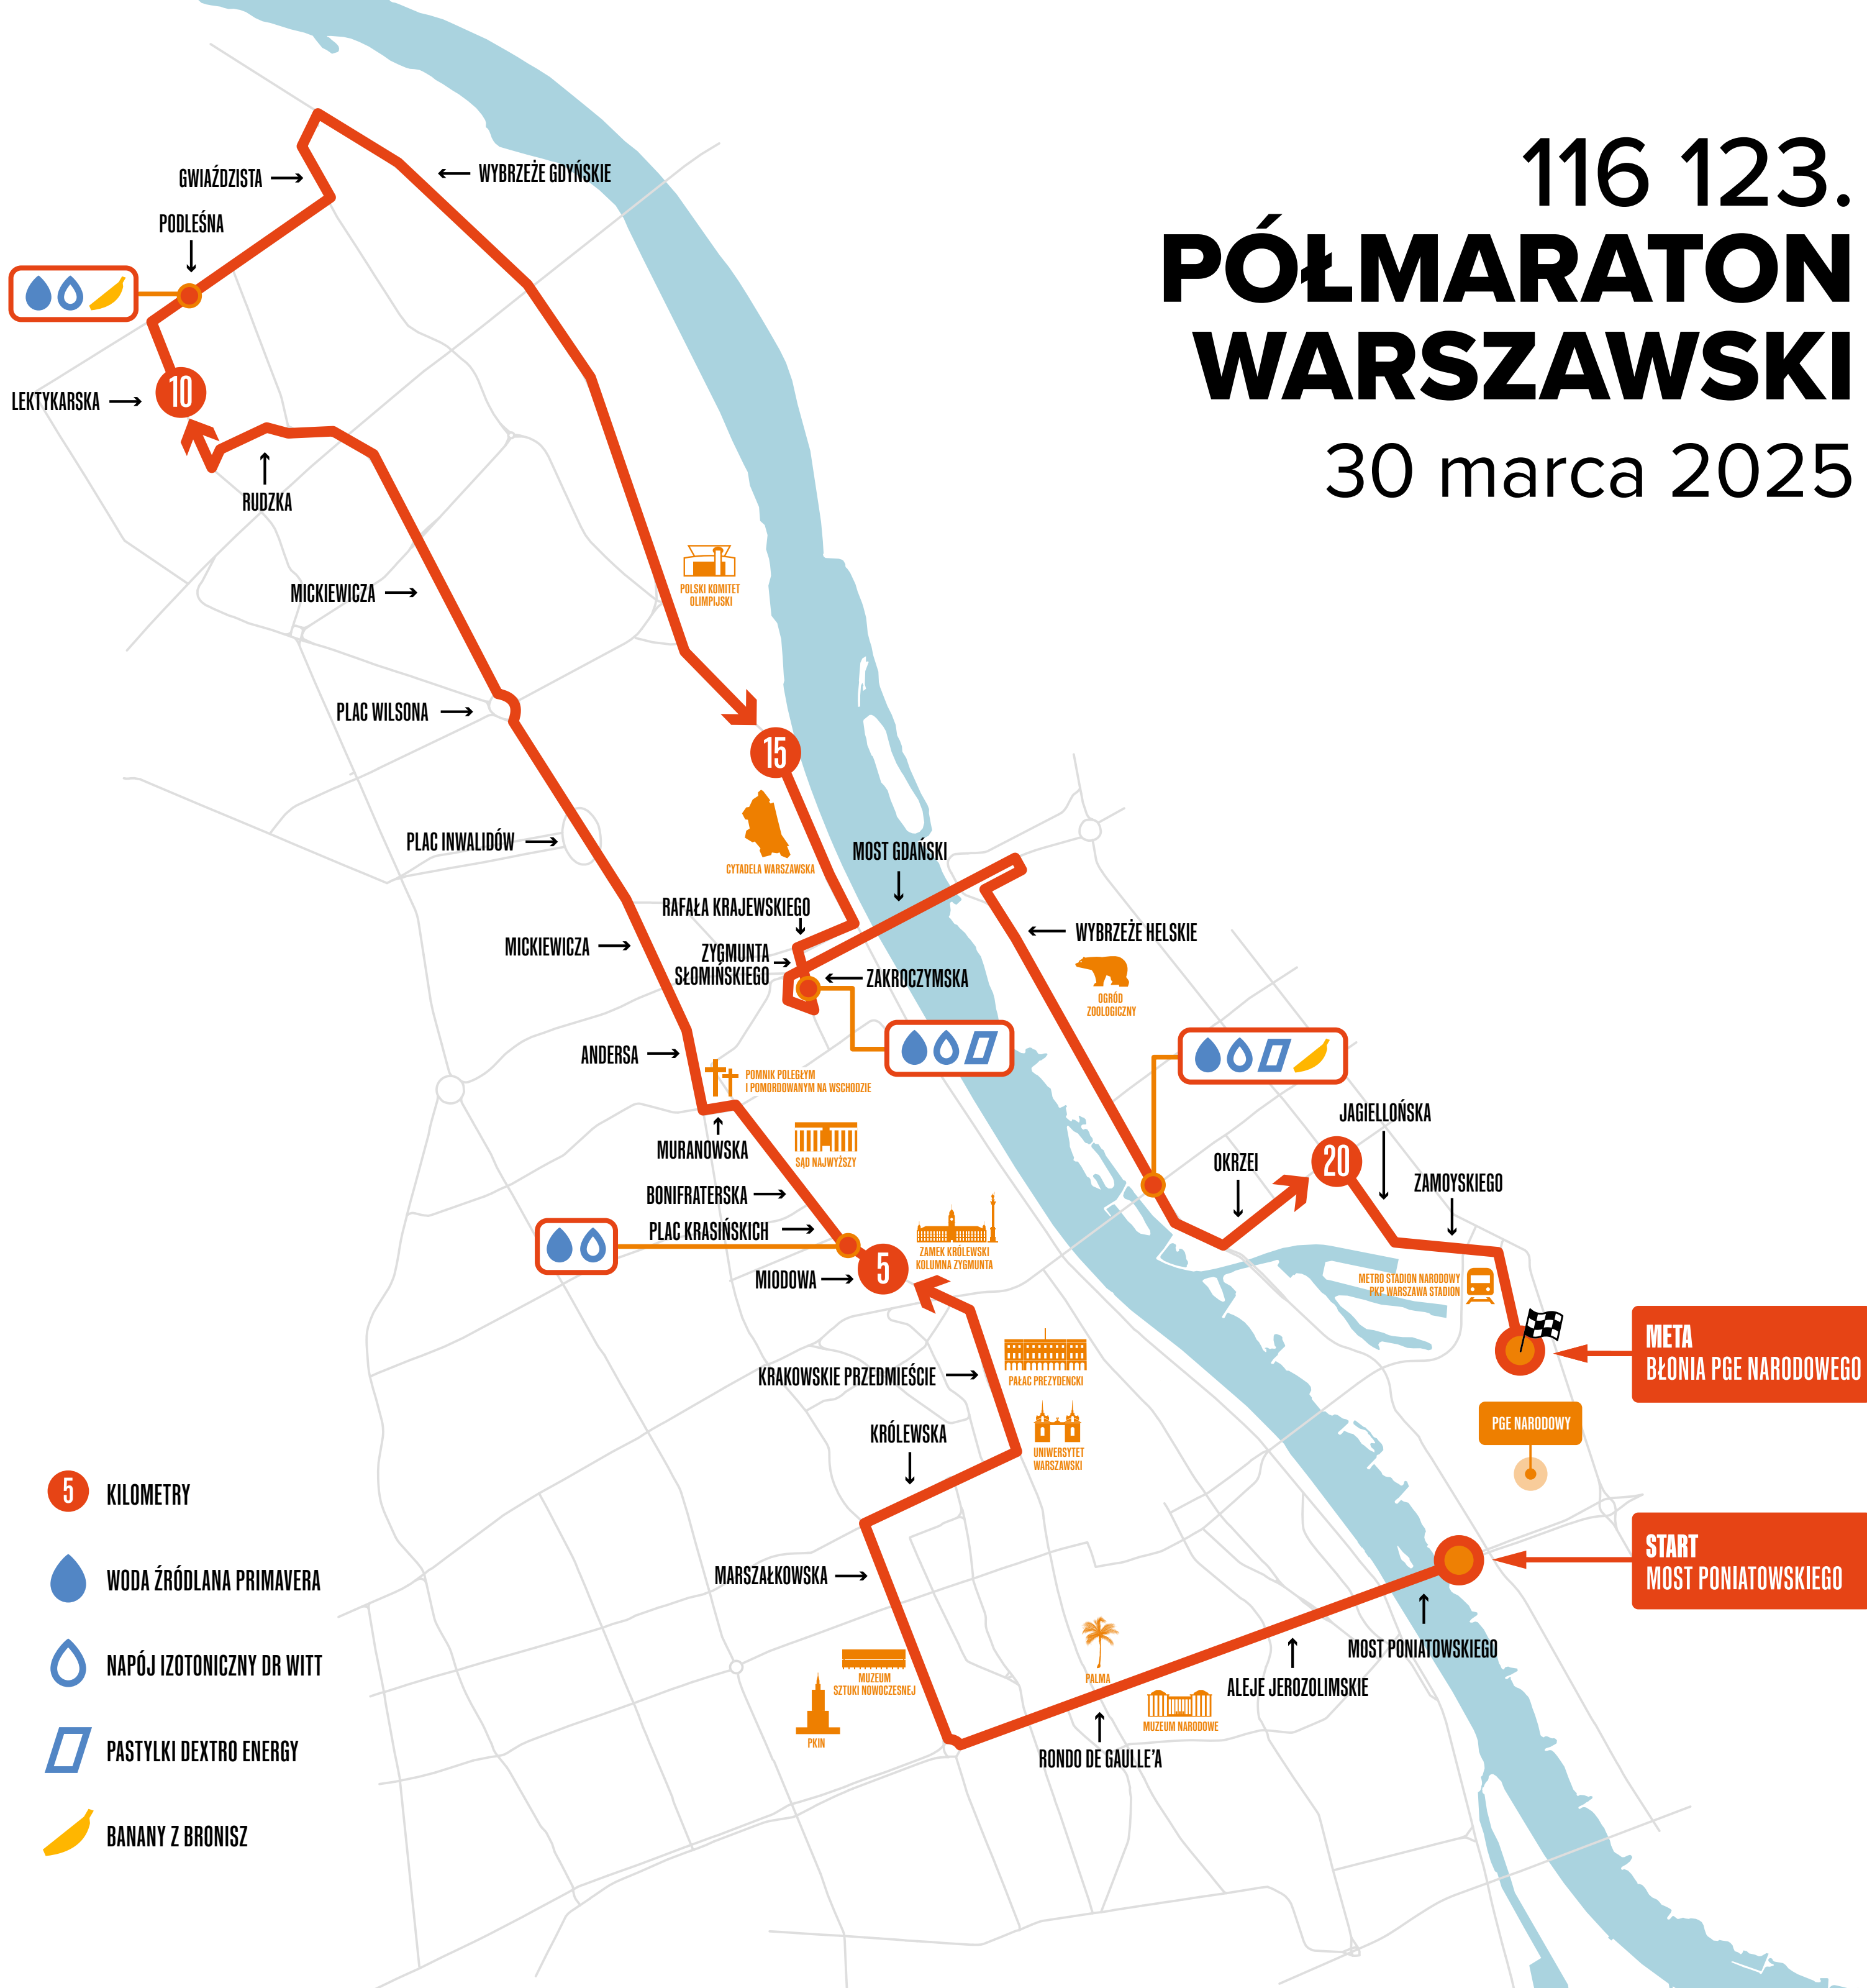 116 123.
PÓŁMARATON
WARSZAWSKI
30 marca 2025
WYBRZEŻE GDYŃSKIE
GWIAŹDZISTA
PODLEŚNA
LEKTYKARSKA
10
RUDZKA
POLSKI KOMITET
OLIMPIJSKI
MICKIEWICZA
PLAC WILSONA
15
PLAC INWALIDÓW
CYTADELA WARSZAWSKA
MOST GDAŃSKI
RAFAŁA KRAJEWSKIEGO
WYBRZEŻE HELSKIE
MICKIEWICZA
ZYGMUNTA
SŁOMIŃSKIEGO
ZAKROCZYMSKA
OGRÓD
ZOOLOGICZNY
ANDERSA
POMNIK POLEGŁYM
I POMORDOWANYM NA WSCHODZIE
JAGIELLOŃSKA
MURANOWSKA
SĄD NAJWYŻSZY
OKRZEI
20
ZAMOYSKIEGO
BONIFRATERSKA
PLAC KRASIŃSKICH
ZAMEK KRÓLEWSKI
KOLUMNA ZYGMUNTA
MIODOWA
5
METRO STADION NARODOWY
PKP WARSZAWA STADION
META
BŁONIA PGE NARODOWEGO
KRAKOWSKIE PRZEDMIEŚCIE
PAŁAC PREZYDENCKI
PGE NARODOWY
KRÓLEWSKA
UNIWERSYTET
WARSZAWSKI
START
MOST PONIATOWSKIEGO
MARSZAŁKOWSKA
MOST PONIATOWSKIEGO
ALEJE JEROZOLIMSKIE
PALMA
MUZEUM
SZTUKI NOWOCZESNEJ
MUZEUM NARODOWE
PKIN
RONDO DE GAULLE'A
5
KILOMETRY
WODA ŹRÓDLANA PRIMAVERA
NAPÓJ IZOTONICZNY DR WITT
PASTYLKI DEXTRO ENERGY
BANANY Z BRONISZ